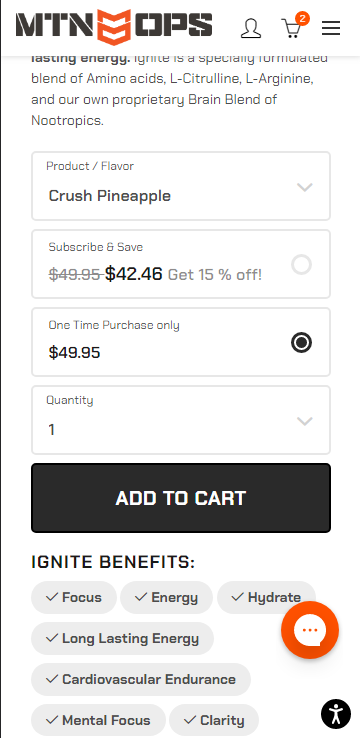 MTN OPS
2
lasting energy. Ignite is a specially formulated
blend of Amino acids, L-Citrulline, L-Arginine,
and our own proprietary Brain Blend of
Nootropics.
Product / Flavor
Crush Pineapple
Subscribe & Save
$49.95 $42.46 Get 15 % off!
One Time Purchase only
$49.95
Quantity
1
ADD TO CART
IGNITE BENEFITS:
Focus Energy Hydrate
Long Lasting Energy
Cardiovascular Endurance
Mental Focus Clarity